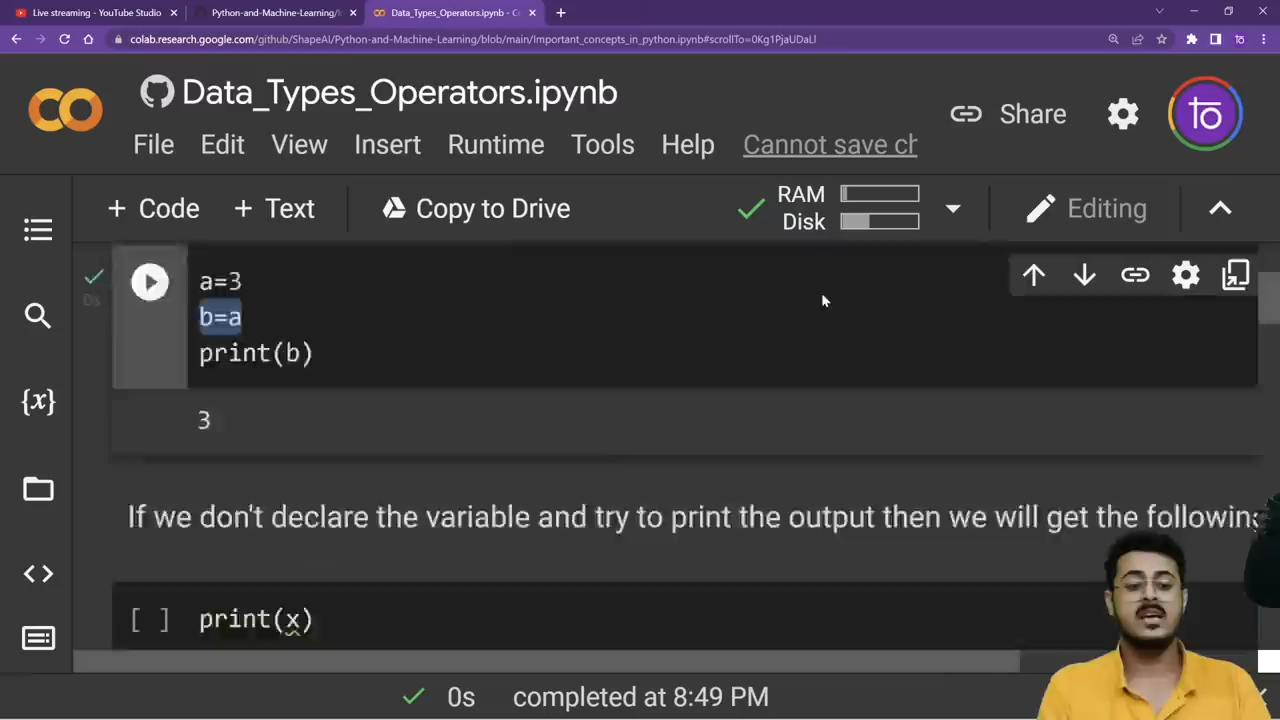 Live streaming - YouTube Studio
Python-and-Machine-Learning/
Data_Types_Operators.ipynb - C
colab.research.google.com/github/ShapeAI/Python-and-Machine-Learning/blob/main/Important_concepts_in_python.ipynb#scrollTo=0Kg1PjaUDaLl
Data_Types_Operators.ipynb
Share
File Edit View Insert Runtime Tools Help Cannot save ch
+ Code + Text Copy to Drive
RAM
Disk
Editing
a=3
0s
b=a
print(b)
3
{x}
If we don't declare the variable and try to print the output then we will get the following
[ ] print(x)
0s completed at 8:49 PM